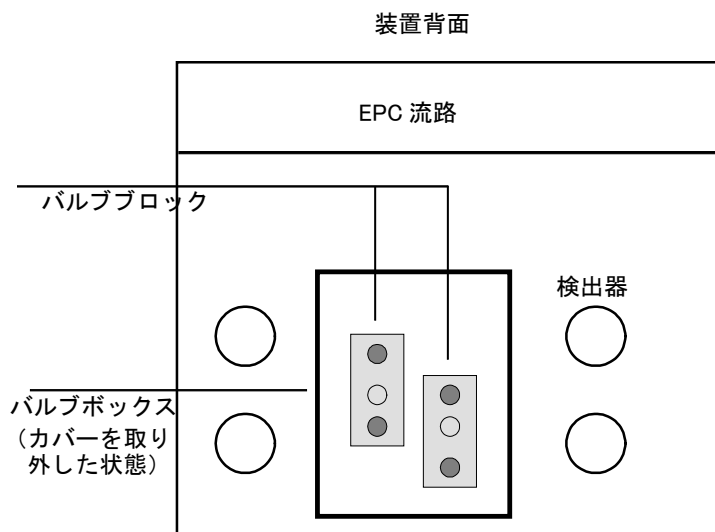 装置背面
EPC 流路
バルブブロック
検出器
バルブボックス
（カバーを取り
外した状態）